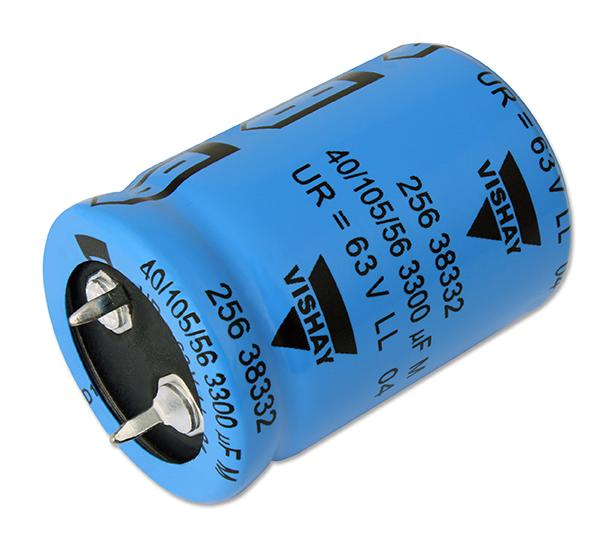 256 38332
40/105/56 3300 µF M
UR = 63 V LL 04
VISHAY
UR = 63 V LL 04
VISHAY
256 38332
40/105/56 3300 µF M